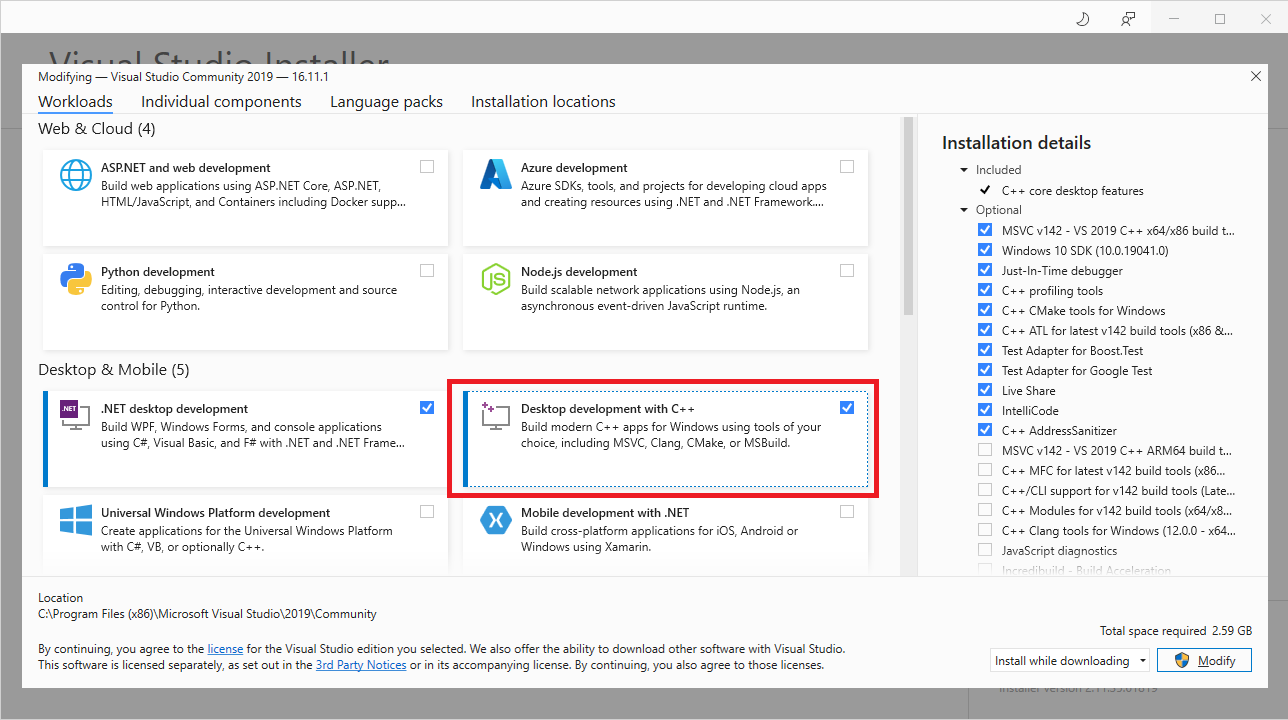 Visual Studio Installer
Modifying — Visual Studio Community 2019 — 16.11.1
Workloads
Individual components
Language packs
Installation locations
Web & Cloud (4)
ASP.NET and web development
Build web applications using ASP.NET Core, ASP.NET,
HTML/JavaScript, and Containers including Docker supp...
Azure development
Azure SDKs, tools, and projects for developing cloud apps
and creating resources using .NET and .NET Framework....
Python development
Editing, debugging, interactive development and source
control for Python.
JS
Node.js development
Build scalable network applications using Node.js, an
asynchronous event-driven JavaScript runtime.
Desktop & Mobile (5)
.NET
.NET desktop development
Build WPF, Windows Forms, and console applications
using C#, Visual Basic, and F# with .NET and .NET Frame...
Desktop development with C++
Build modern C++ apps for Windows using tools of your
choice, including MSVC, Clang, CMake, or MSBuild.
Universal Windows Platform development
Create applications for the Universal Windows Platform
with C#, VB, or optionally C++.
Mobile development with .NET
Build cross-platform applications for iOS, Android or
Windows using Xamarin.
Installation details
Included
C++ core desktop features
Optional
MSVC v142 - VS 2019 C++ x64/x86 build t...
Windows 10 SDK (10.0.19041.0)
Just-In-Time debugger
C++ profiling tools
C++ CMake tools for Windows
C++ ATL for latest v142 build tools (x86 &...
Test Adapter for Boost.Test
Test Adapter for Google Test
Live Share
IntelliCode
C++ AddressSanitizer
MSVC v142 - VS 2019 C++ ARM64 build t...
C++ MFC for latest v142 build tools (x86...
C++/CLI support for v142 build tools (Late...
C++ Modules for v142 build tools (x64/x8...
C++ Clang tools for Windows (12.0.0 - x64...
JavaScript diagnostics
Incredibuild - Build Acceleration
Location
C:\Program Files (x86)\Microsoft Visual Studio\2019\Community
By continuing, you agree to the license for the Visual Studio edition you selected. We also offer the ability to download other software with Visual Studio.
This software is licensed separately, as set out in the 3rd Party Notices or in its accompanying license. By continuing, you also agree to those licenses.
Total space required 2.59 GB
Install while downloading
Modify
Installer version